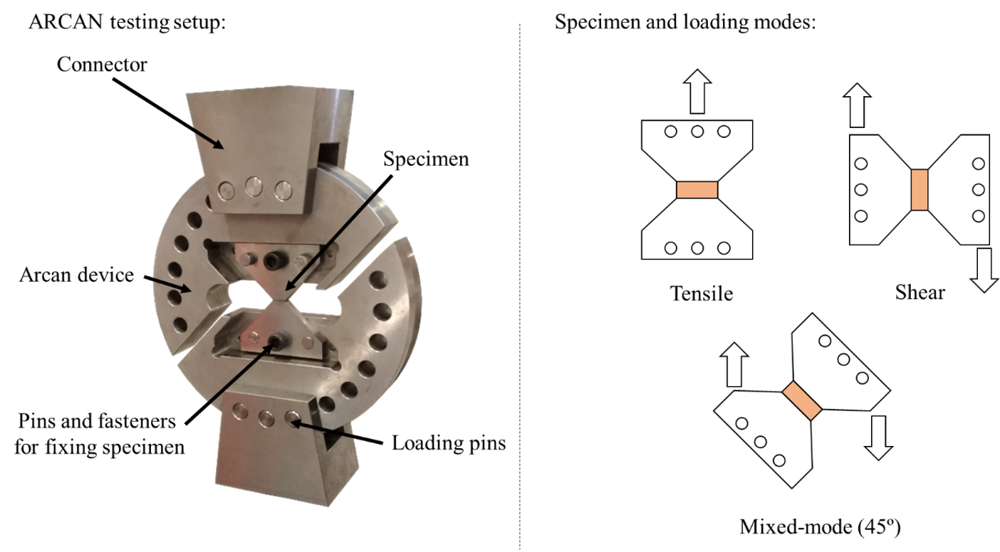 ARCAN testing setup:
Connector
Specimen
Arcan device
Pins and fasteners
for fixing specimen
Loading pins
Specimen and loading modes:
Tensile
Shear
Mixed-mode (45º)